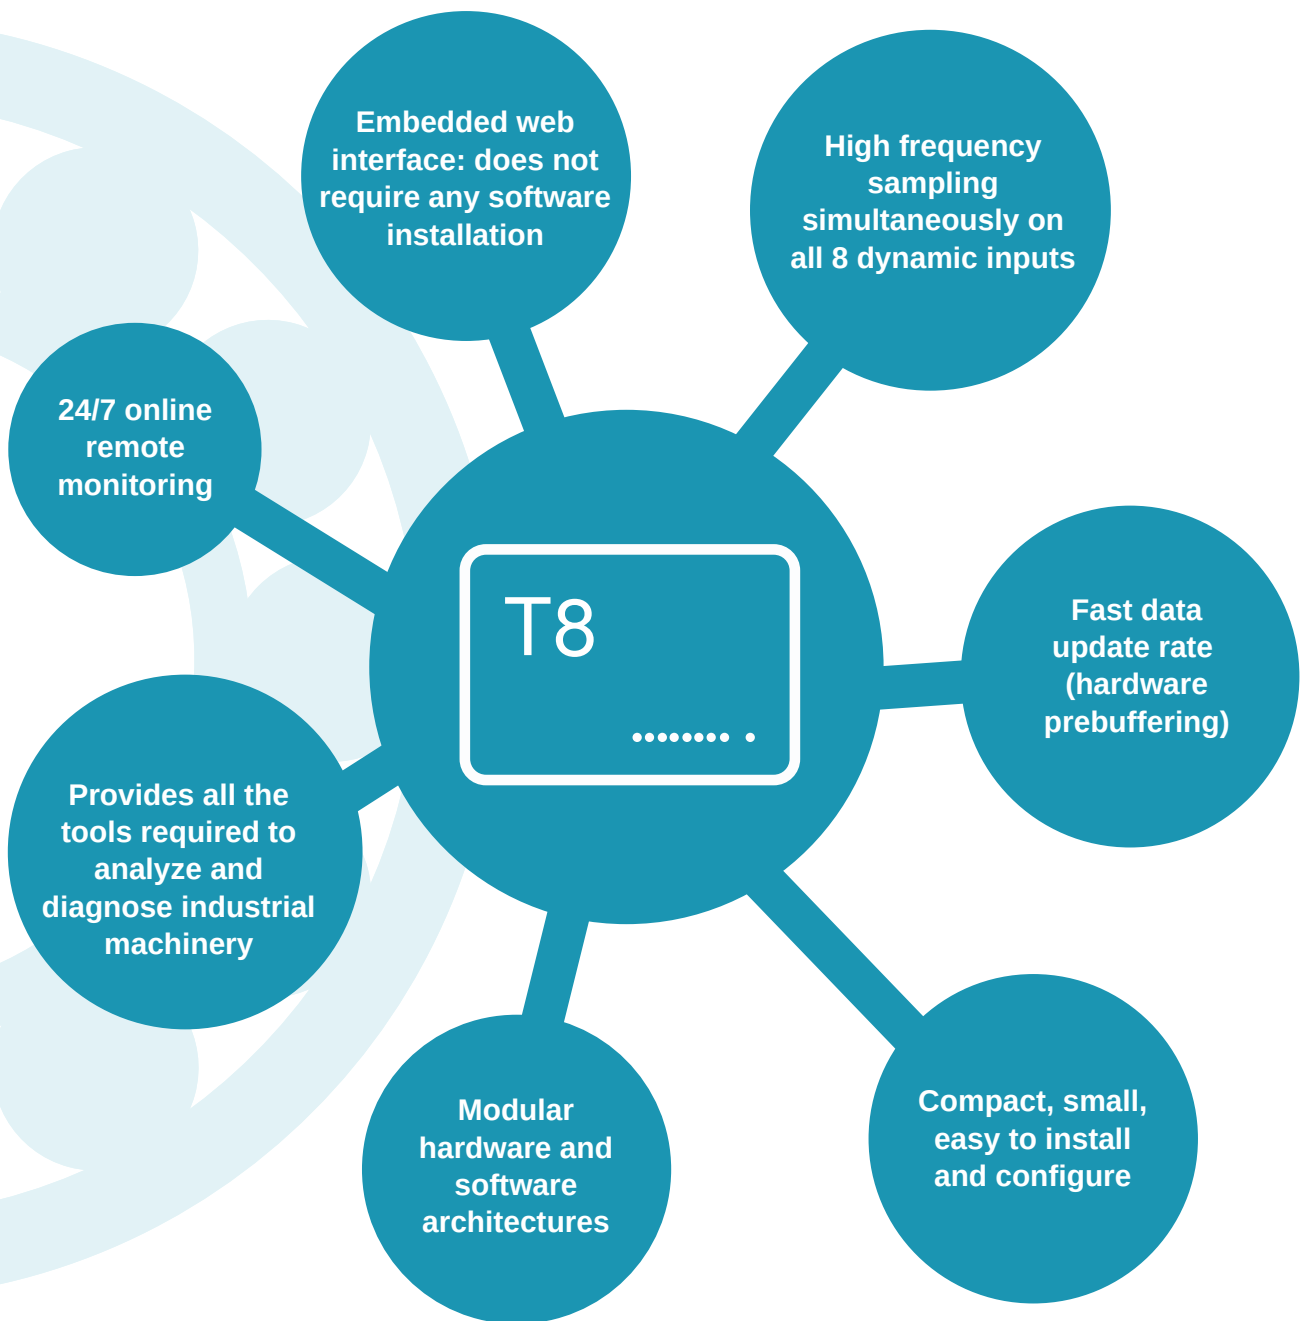 Embedded web
interface: does not
require any software
installation
High frequency
sampling
simultaneously on
all 8 dynamic inputs
24/7 online
remote
monitoring
T8
Fast data
update rate
(hardware
prebuffering)
Provides all the
tools required to
analyze and
diagnose industrial
machinery
Modular
hardware and
software
architectures
Compact, small,
easy to install
and configure